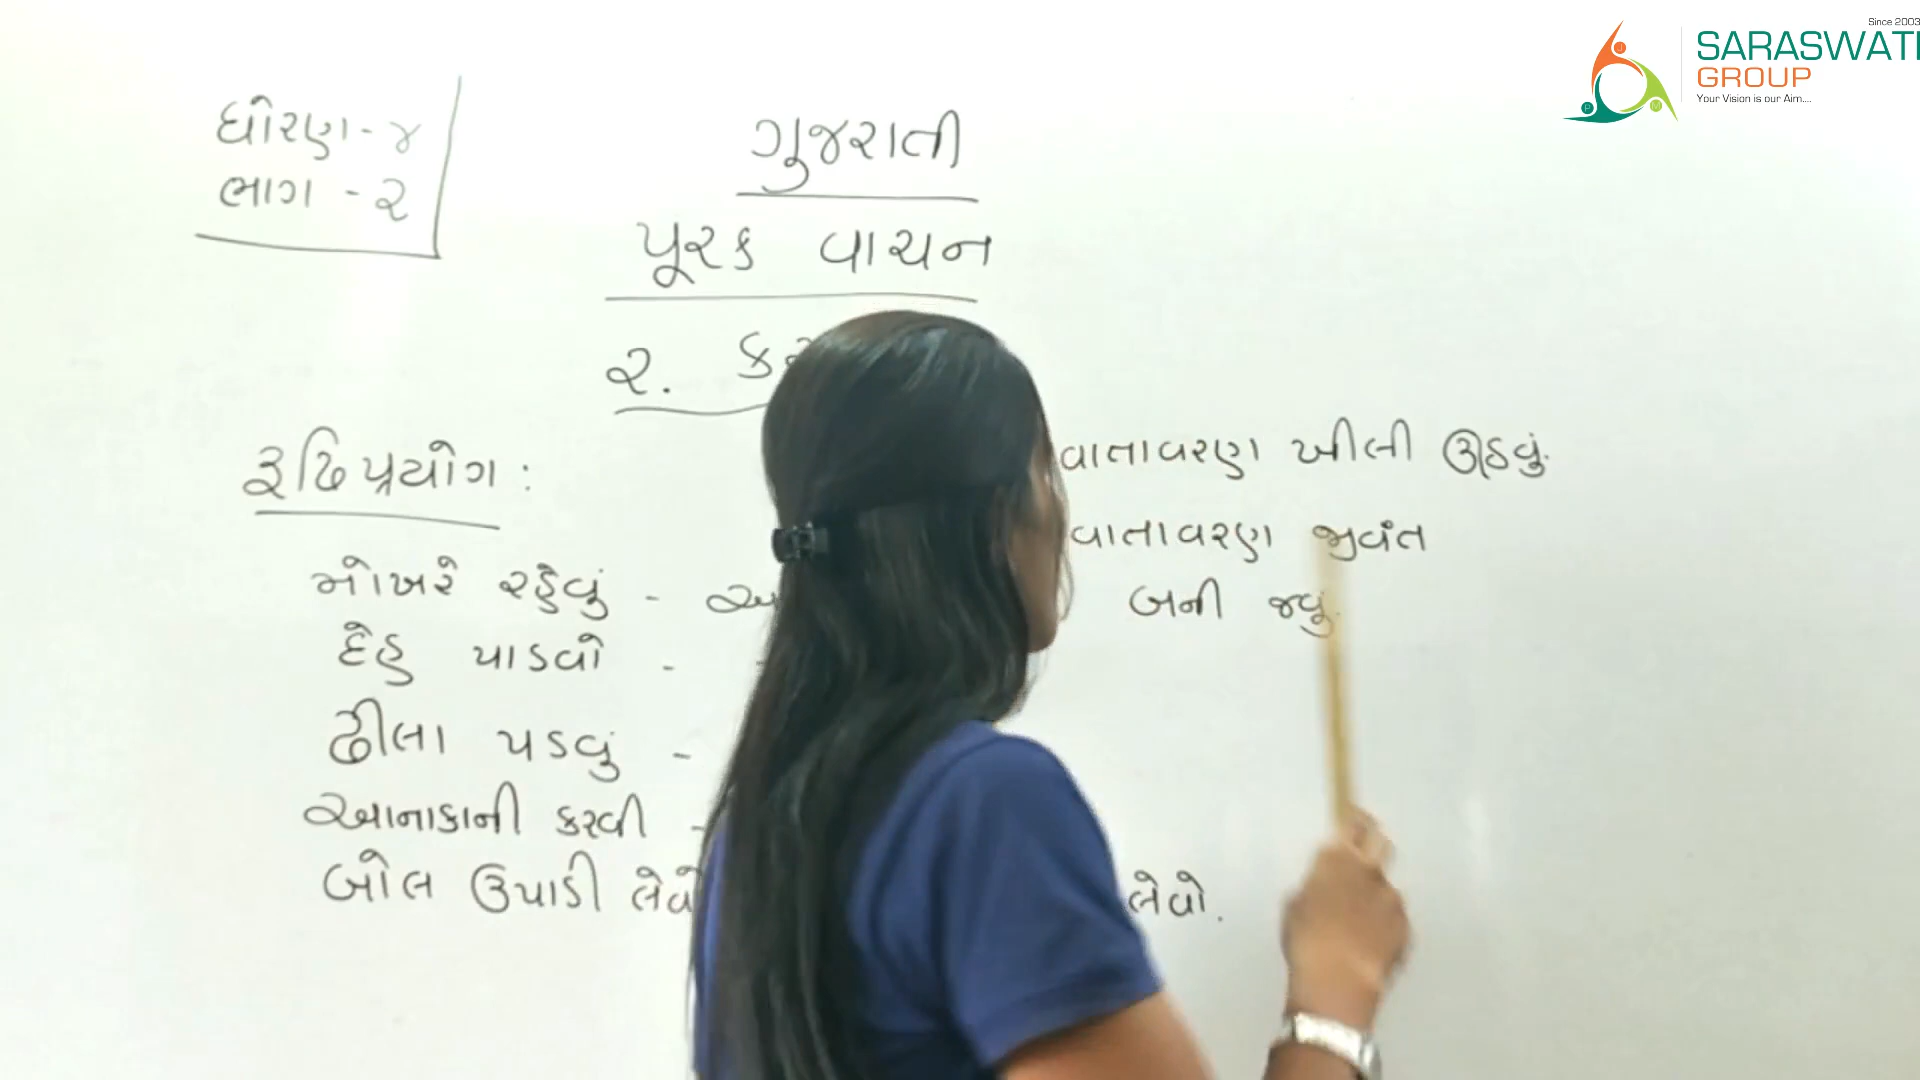 Since 2003
SARASWATI
GROUP
Your Vision is our Aim....
ધોરણ - ૪
ભાગ - ૨
ગુજરાતી
પૂરક વાચન
૨.
રૂઢિપ્રયોગ :
મોખરે રહેવું -
દેહ પાડવો -
ઢીલા પડવું -
આનાકાની કરવી -
બોલ ઉપાડી લેવો
લેવો.
વાતાવરણ ખીલી ઊઠવું.
વાતાવરણ જીવંત
બની જવું.